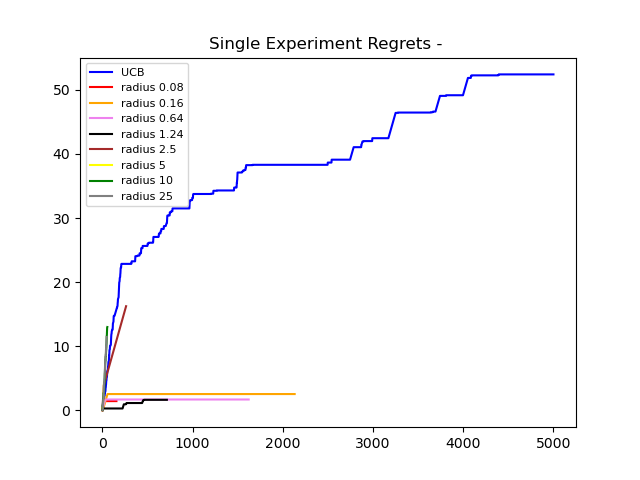 Single Experiment Regrets -
UCB
radius 0.08
radius 0.16
radius 0.64
radius 1.24
radius 2.5
radius 5
radius 10
radius 25
50
40
30
20
10
0
0 1000 2000 3000 4000 5000